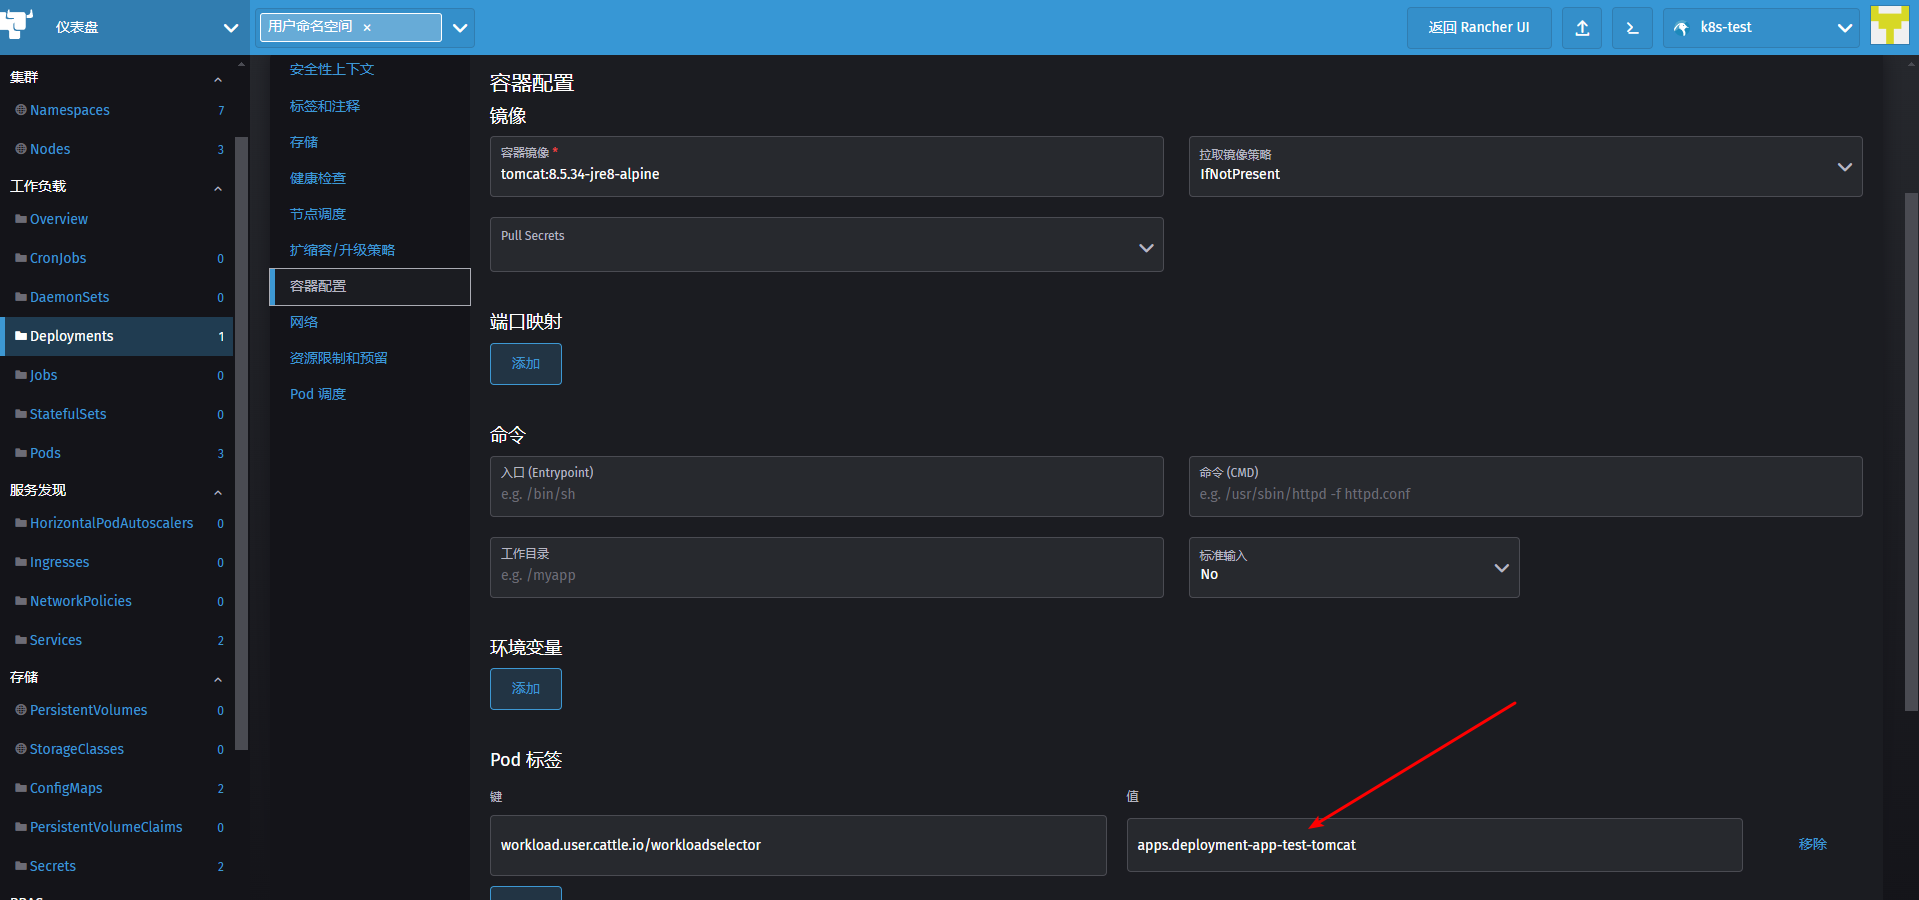 仪表盘
用户命名空间 ×
返回 Rancher UI
k8s-test
集群
Namespaces 7
Nodes 3
工作负载
Overview
CronJobs 0
DaemonSets 0
Deployments 1
Jobs 0
StatefulSets 0
Pods 3
服务发现
HorizontalPodAutoscalers 0
Ingresses 0
NetworkPolicies 0
Services 2
存储
PersistentVolumes 0
StorageClasses 0
ConfigMaps 2
PersistentVolumeClaims 0
Secrets 2
安全性上下文
标签和注释
存储
健康检查
节点调度
扩缩容/升级策略
容器配置
网络
资源限制和预留
Pod 调度
容器配置
镜像
容器镜像 *
tomcat:8.5.34-jre8-alpine
拉取镜像策略
IfNotPresent
Pull Secrets
端口映射
添加
命令
入口 (Entrypoint)
e.g. /bin/sh
命令 (CMD)
e.g. /usr/sbin/httpd -f httpd.conf
工作目录
e.g. /myapp
标准输入
No
环境变量
添加
Pod 标签
键
值
workload.user.cattle.io/workloadselector
apps.deployment-app-test-tomcat
移除